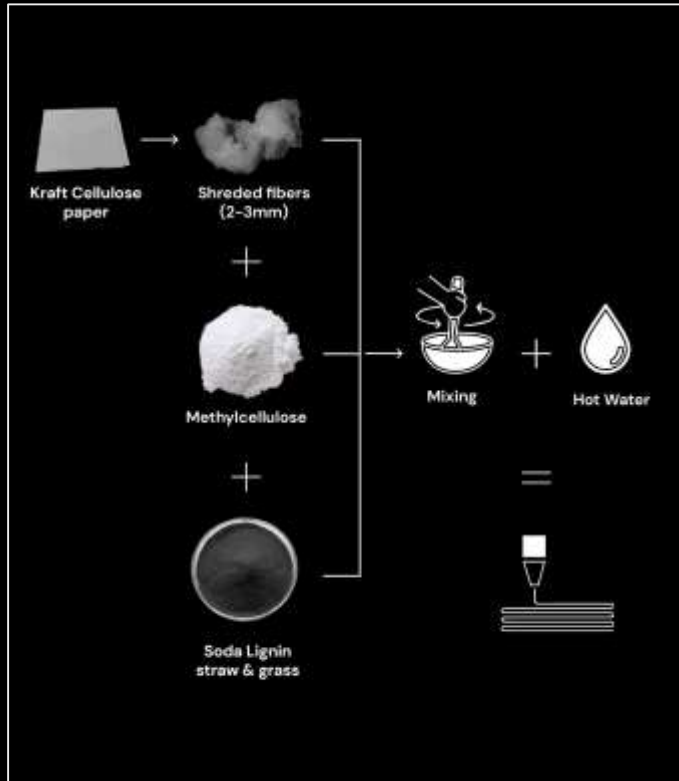 Kraft Cellulose
paper
Shreded fibers
(2-3mm)
+
Methylcellulose
+
Soda Lignin
straw & grass
Mixing
+
Hot Water
=